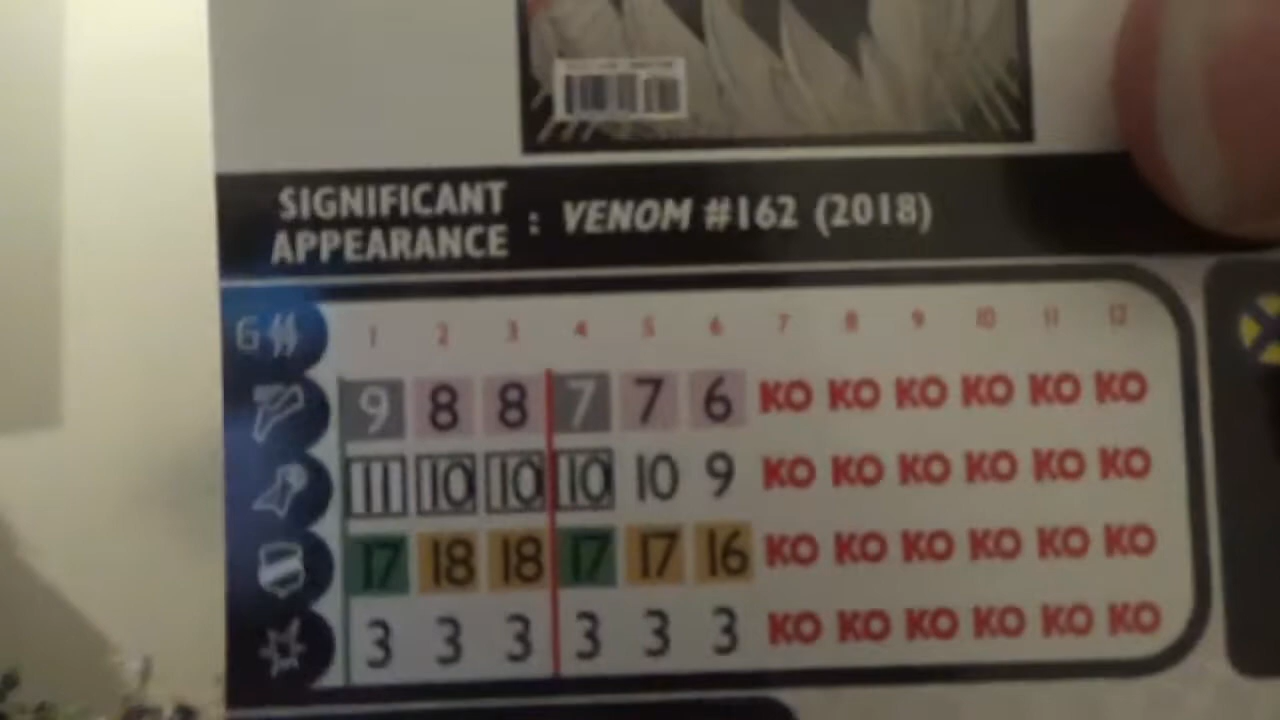 SIGNIFICANT
APPEARANCE : VENOM #162 (2018)
6 1 2 3 4 5 6 7 8 9 10 11 12
9 8 8 7 7 6 KO KO KO KO KO KO
11 10 10 10 10 9 KO KO KO KO KO KO
17 18 18 17 17 16 KO KO KO KO KO KO
3 3 3 3 3 3 KO KO KO KO KO KO